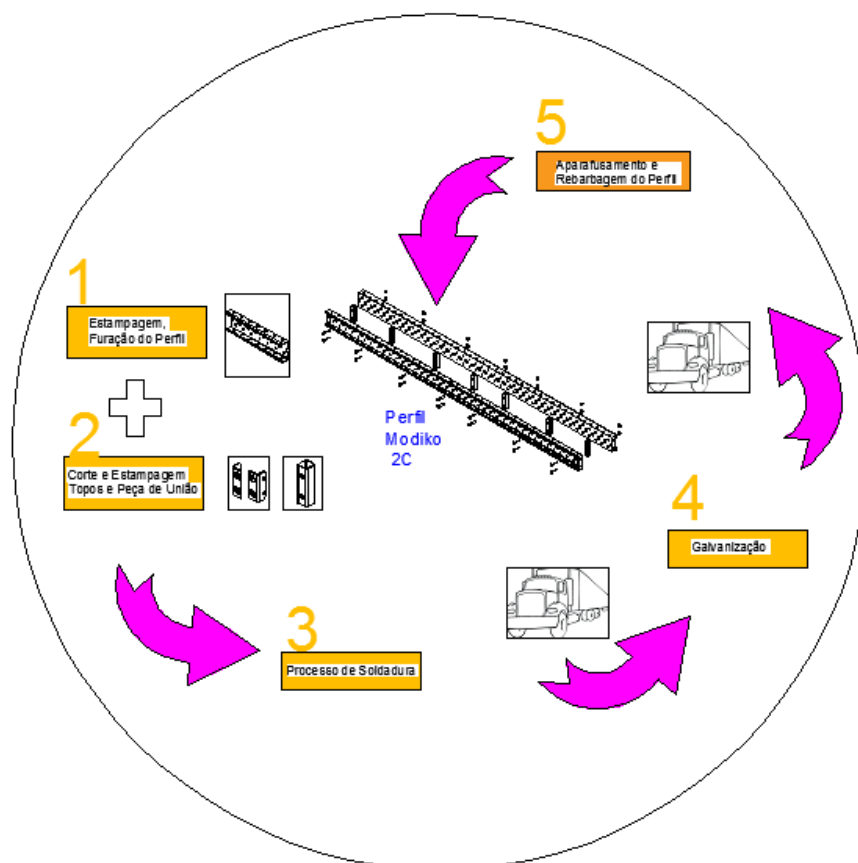 5
Aparafusamento e
Rebarbagem do Perfil
1
Estampagem,
Furação do Perfil
2
Corte e Estampagem
Topos e Peça de União
Perfil
Modiko
2C
4
Galvanização
3
Processo de Soldadura